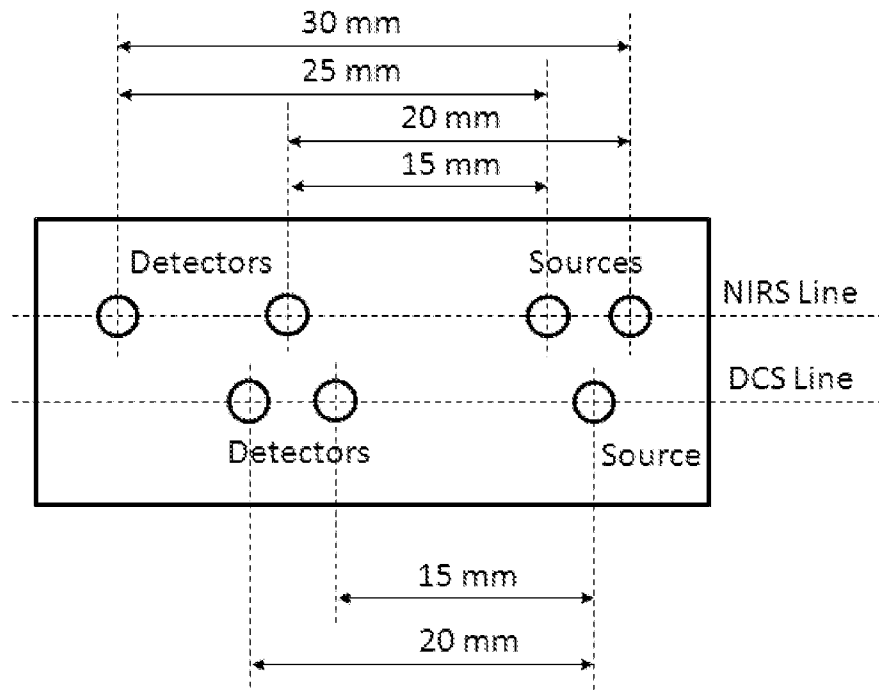 30 mm
25 mm
20 mm
15 mm
Detectors
Sources
NIRS Line
DCS Line
Detectors
Source
15 mm
20 mm